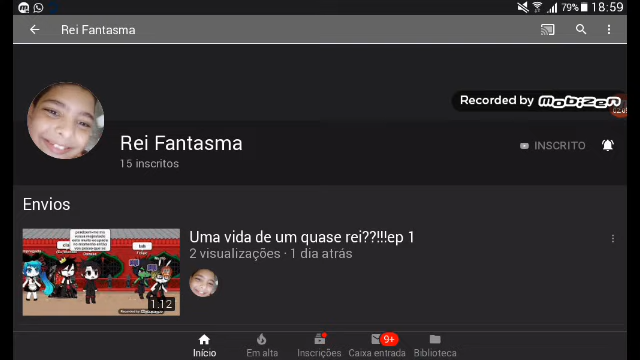 79% 18:59
Rei Fantasma
Recorded by mobizen
Rei Fantasma
INSCRITO
15 inscritos
Envios
Uma vida de um quase rei??!!!ep 1
2 visualizações · 1 dia atrás
1.12
9+
Início
Em alta
Inscrições
Caixa entrada
Biblioteca